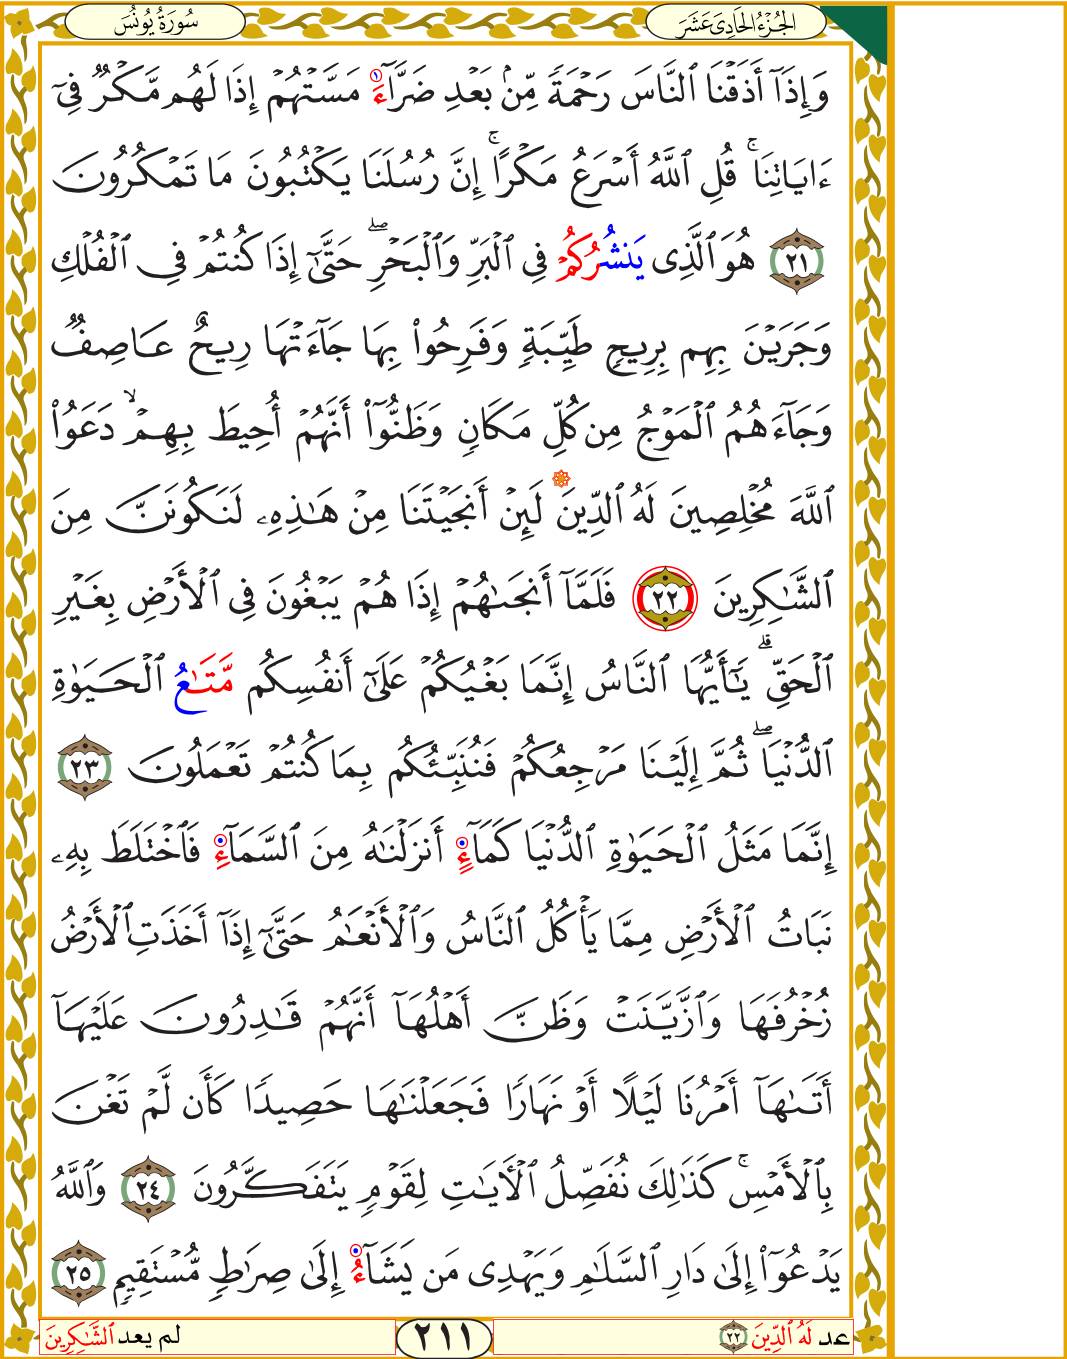 سُورَةُ يُونُسَ
الجُزْءُ الحَادِيَ عَشَرَ
وَإِذَآ أَذَقْنَا ٱلنَّاسَ رَحْمَةً مِّنۢ بَعْدِ ضَرَّآءَ مَسَّتْهُمْ إِذَا لَهُم مَّكْرٌ فِىٓ
ءَايَاتِنَا ۚ قُلِ ٱللَّهُ أَسْرَعُ مَكْرًا ۚ إِنَّ رُسُلَنَا يَكْتُبُونَ مَا تَمْكُرُونَ
٢١ هُوَ ٱلَّذِى يَنشُرُكُمْ فِى ٱلْبَرِّ وَٱلْبَحْرِ ۖ حَتَّىٰٓ إِذَا كُنتُمْ فِى ٱلْفُلْكِ
وَجَرَيْنَ بِهِم بِرِيحٍ طَيِّبَةٍ وَفَرِحُوا۟ بِهَا جَآءَتْهَا رِيحٌ عَاصِفٌ
وَجَآءَهُمُ ٱلْمَوْجُ مِن كُلِّ مَكَانٍ وَظَنُّوٓا۟ أَنَّهُمْ أُحِيطَ بِهِمْ ۙ دَعَوُا۟
ٱللَّهَ مُخْلِصِينَ لَهُ ٱلدِّينَ لَئِنْ أَنجَيْتَنَا مِنْ هَـٰذِهِۦ لَنَكُونَنَّ مِنَ
ٱلشَّـٰكِرِينَ ٢٢ فَلَمَّآ أَنجَىٰهُمْ إِذَا هُمْ يَبْغُونَ فِى ٱلْأَرْضِ بِغَيْرِ
ٱلْحَقِّ ۗ يَـٰٓأَيُّهَا ٱلنَّاسُ إِنَّمَا بَغْيُكُمْ عَلَىٰٓ أَنفُسِكُم مَّتَـٰعُ ٱلْحَيَوٰةِ
ٱلدُّنْيَا ۖ ثُمَّ إِلَيْنَا مَرْجِعُكُمْ فَنُنَبِّئُكُم بِمَا كُنتُمْ تَعْمَلُونَ ٢٣
إِنَّمَا مَثَلُ ٱلْحَيَوٰةِ ٱلدُّنْيَا كَمَآءٍ أَنزَلْنَـٰهُ مِنَ ٱلسَّمَآءِ فَٱخْتَلَطَ بِهِۦ
نَبَاتُ ٱلْأَرْضِ مِمَّا يَأْكُلُ ٱلنَّاسُ وَٱلْأَنْعَـٰمُ حَتَّىٰٓ إِذَآ أَخَذَتِ ٱلْأَرْضُ
زُخْرُفَهَا وَٱزَّيَّنَتْ وَظَنَّ أَهْلُهَآ أَنَّهُمْ قَـٰدِرُونَ عَلَيْهَآ
أَتَىٰهَآ أَمْرُنَا لَيْلًا أَوْ نَهَارًا فَجَعَلْنَـٰهَا حَصِيدًا كَأَن لَّمْ تَغْنَ
بِٱلْأَمْسِ ۚ كَذَٰلِكَ نُفَصِّلُ ٱلْـَٔايَـٰتِ لِقَوْمٍ يَتَفَكَّرُونَ ٢٤ وَٱللَّهُ
يَدْعُوٓا۟ إِلَىٰ دَارِ ٱلسَّلَـٰمِ وَيَهْدِى مَن يَشَآءُ إِلَىٰ صِرَٰطٍ مُّسْتَقِيمٍ ٢٥
عد لَهُ ٱلدِّينَ ٢٢
٢١١
لم يعد ٱلشَّـٰكِرِينَ